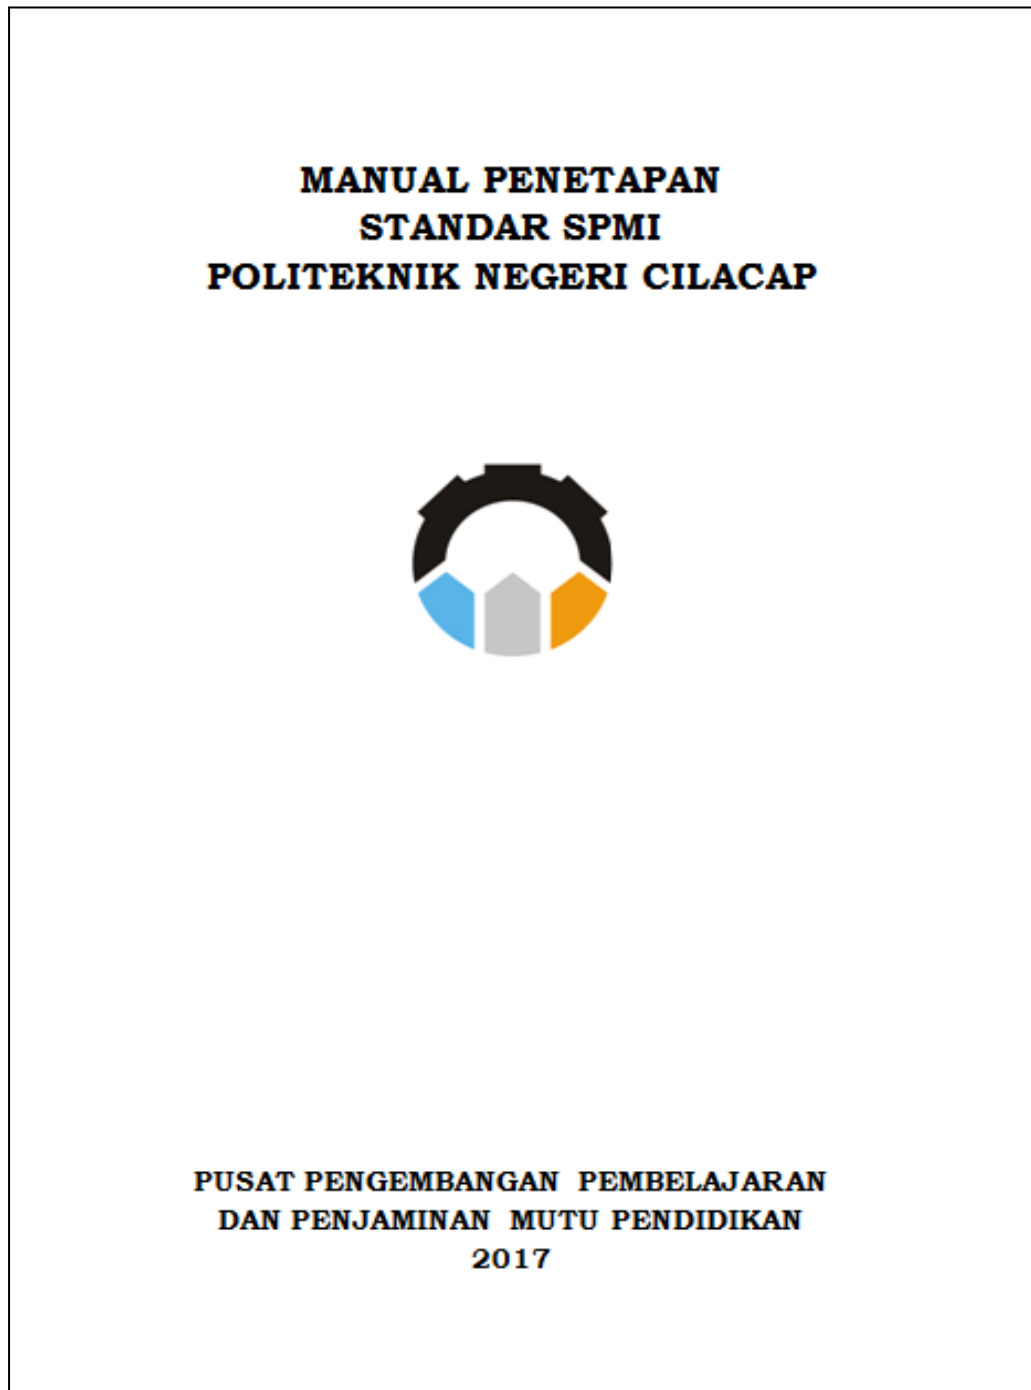 MANUAL PENETAPAN
STANDAR SPMI
POLITEKNIK NEGERI CILACAP
PUSAT PENGEMBANGAN PEMBELAJARAN
DAN PENJAMINAN MUTU PENDIDIKAN
2017